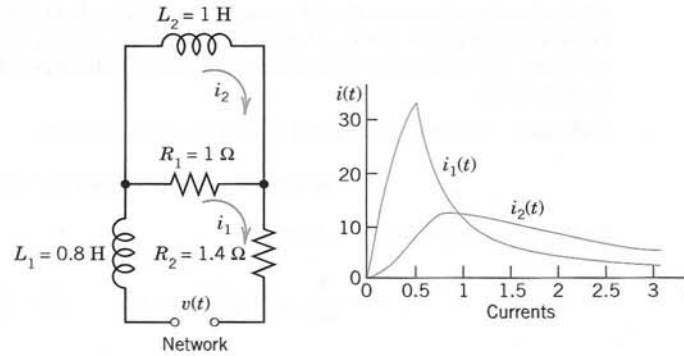 L₂ = 1 H
i₂
R₁ = 1 Ω
i₁
L₁ = 0.8 H
R₂ = 1.4 Ω
v(t)
Network
i(t)
30
20
10
0
i₁(t)
i₂(t)
0 0.5 1 1.5 2 2.5 3 t
Currents